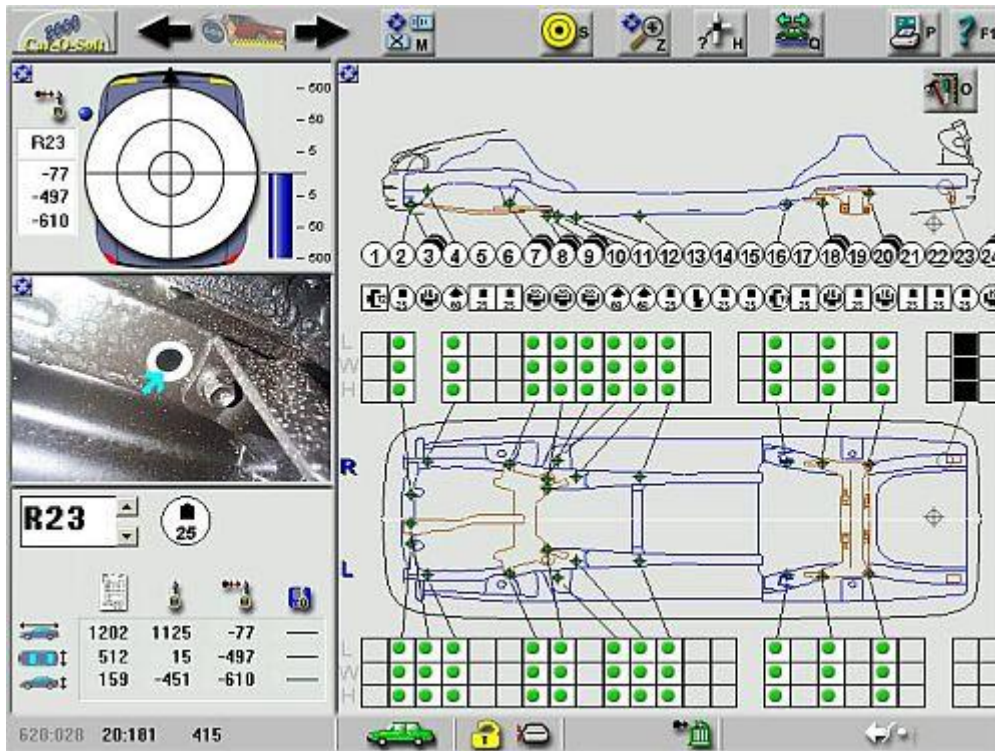 5000
Car-O-Soft
M
S
Z
? H
Q
P
? F1
R23
-77
-497
-610
500
50
5
5
50
500
O
1 2 3 4 5 6 7 8 9 10 11 12 13 14 15 16 17 18 19 20 21 22 23 24
L
W
H
R
L
R23
25
1202 1125 -77
512 15 -497
159 -451 -610
L
W
H
620:028 20:181 415